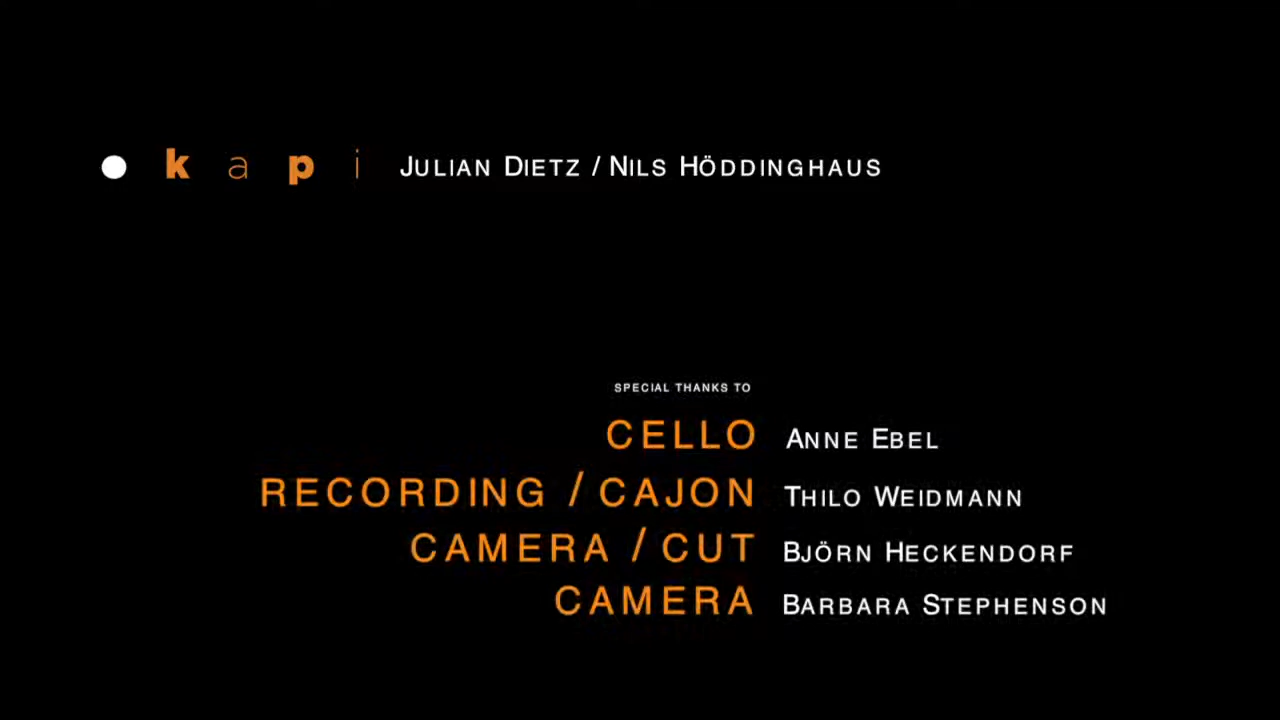 ● k a p i JULIAN DIETZ / NILS HÖDDINGHAUS
SPECIAL THANKS TO
CELLO ANNE EBEL
RECORDING / CAJON THILO WEIDMANN
CAMERA / CUT BJÖRN HECKENDORF
CAMERA BARBARA STEPHENSON